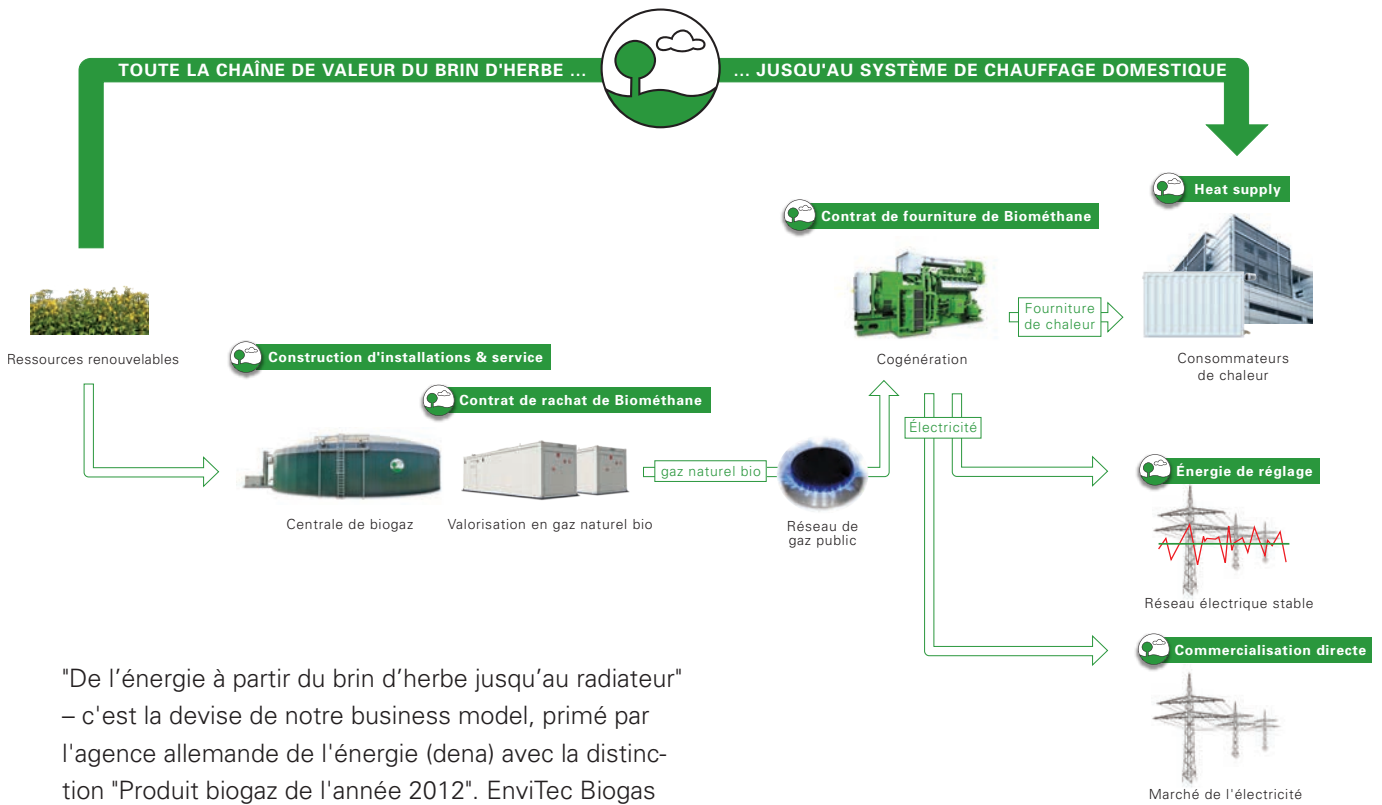 TOUTE LA CHAÎNE DE VALEUR DU BRIN D'HERBE ...
... JUSQU'AU SYSTÈME DE CHAUFFAGE DOMESTIQUE
Heat supply
Contrat de fourniture de Biométhane
Fourniture
de chaleur
Ressources renouvelables
Construction d'installations & service
Cogénération
Consommateurs
de chaleur
Contrat de rachat de Biométhane
Électricité
gaz naturel bio
Énergie de réglage
Centrale de biogaz
Valorisation en gaz naturel bio
Réseau de
gaz public
Réseau électrique stable
Commercialisation directe
Marché de l'électricité
"De l’énergie à partir du brin d’herbe jusqu’au radiateur"
– c'est la devise de notre business model, primé par
l'agence allemande de l'énergie (dena) avec la distinc-
tion "Produit biogaz de l'année 2012". EnviTec Biogas